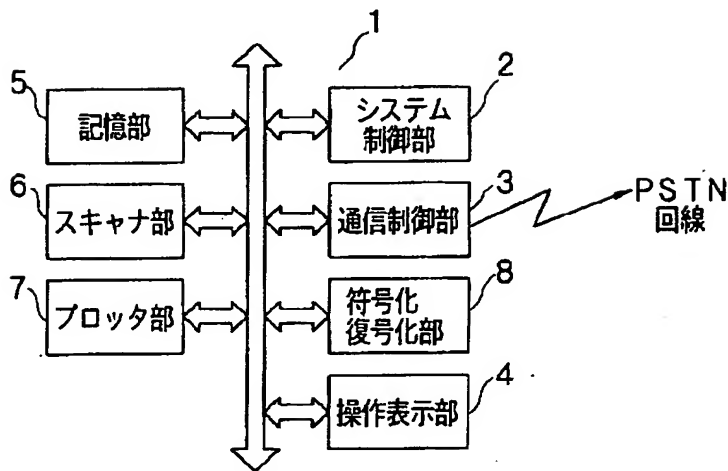 1
5
記憶部
2
システム
制御部
6
スキャナ部
3
通信制御部
PSTN
回線
7
プロッタ部
8
符号化
復号化部
4
操作表示部